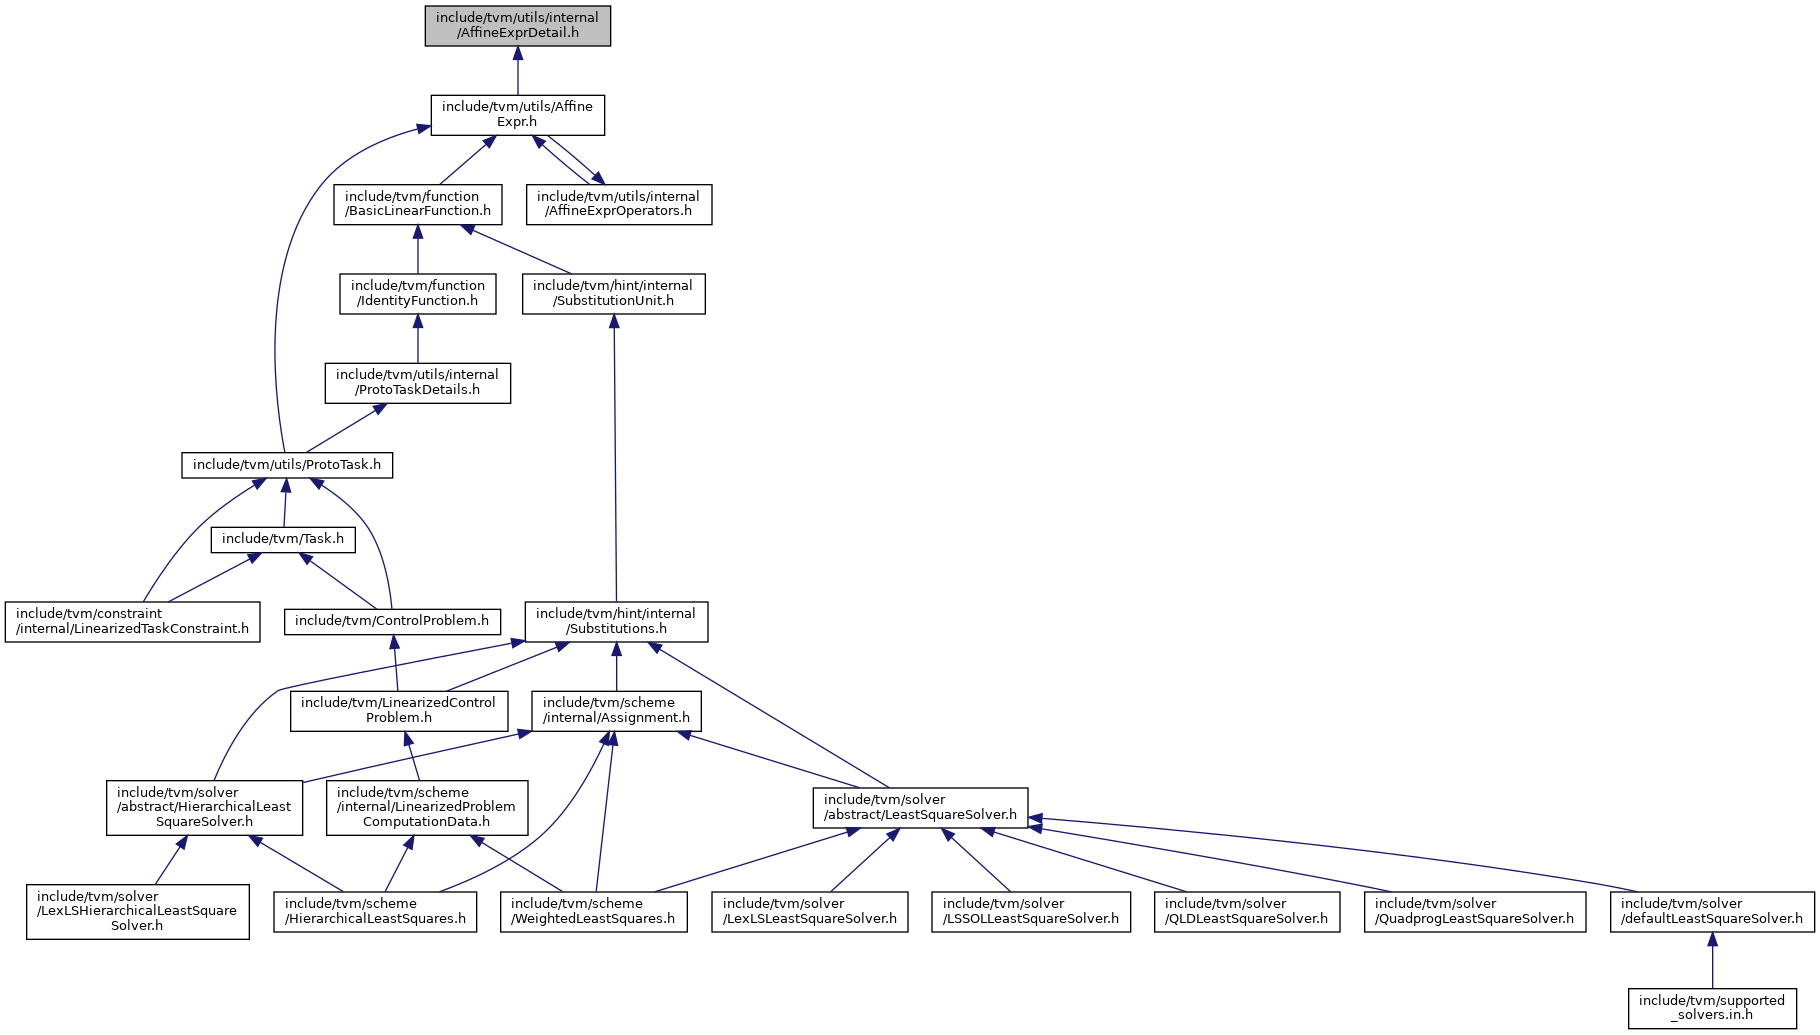 include/tvm/utils/internal
/AffineExprDetail.h
include/tvm/utils/Affine
Expr.h
include/tvm/function
/BasicLinearFunction.h
include/tvm/utils/internal
/AffineExprOperators.h
include/tvm/function
/IdentityFunction.h
include/tvm/hint/internal
/SubstitutionUnit.h
include/tvm/utils/internal
/ProtoTaskDetails.h
include/tvm/utils/ProtoTask.h
include/tvm/Task.h
include/tvm/constraint
/internal/LinearizedTaskConstraint.h
include/tvm/ControlProblem.h
include/tvm/hint/internal
/Substitutions.h
include/tvm/LinearizedControl
Problem.h
include/tvm/scheme
/internal/Assignment.h
include/tvm/solver
/abstract/HierarchicalLeast
SquareSolver.h
include/tvm/scheme
/internal/LinearizedProblem
ComputationData.h
include/tvm/solver
/abstract/LeastSquareSolver.h
include/tvm/solver
/LexLSHierarchicalLeastSquare
Solver.h
include/tvm/scheme
/HierarchicalLeastSquares.h
include/tvm/scheme
/WeightedLeastSquares.h
include/tvm/solver
/LexLSLeastSquareSolver.h
include/tvm/solver
/LSSOLLeastSquareSolver.h
include/tvm/solver
/QLDLeastSquareSolver.h
include/tvm/solver
/QuadprogLeastSquareSolver.h
include/tvm/solver
/defaultLeastSquareSolver.h
include/tvm/supported
_solvers.in.h